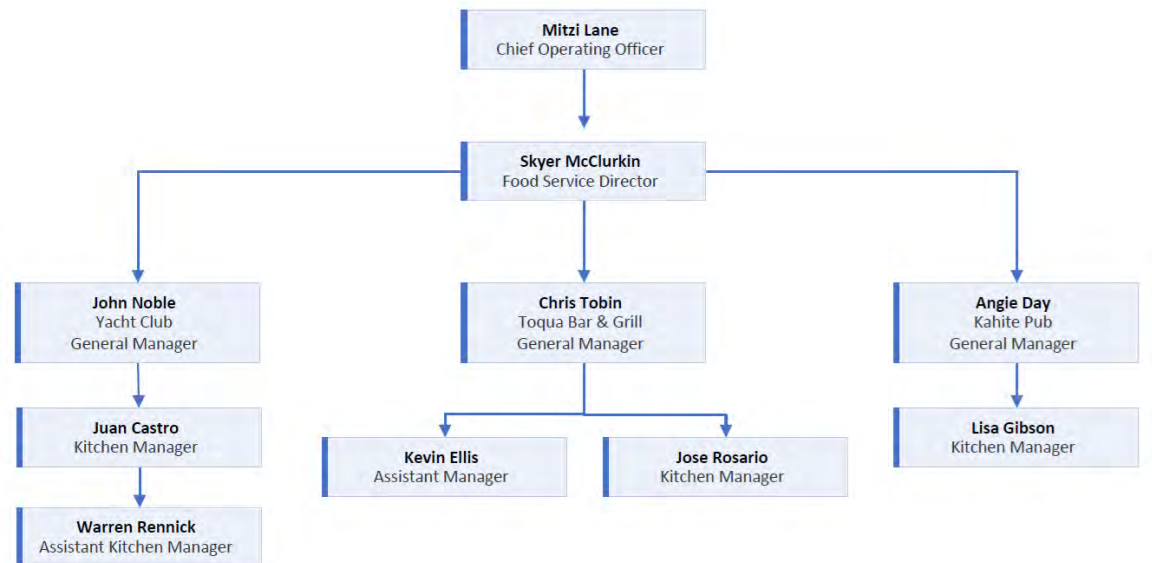 Mitzi Lane
Chief Operating Officer
Skyer McClurkin
Food Service Director
John Noble
Yacht Club
General Manager
Chris Tobin
Toqua Bar & Grill
General Manager
Angie Day
Kahite Pub
General Manager
Juan Castro
Kitchen Manager
Kevin Ellis
Assistant Manager
Jose Rosario
Kitchen Manager
Lisa Gibson
Kitchen Manager
Warren Rennick
Assistant Kitchen Manager